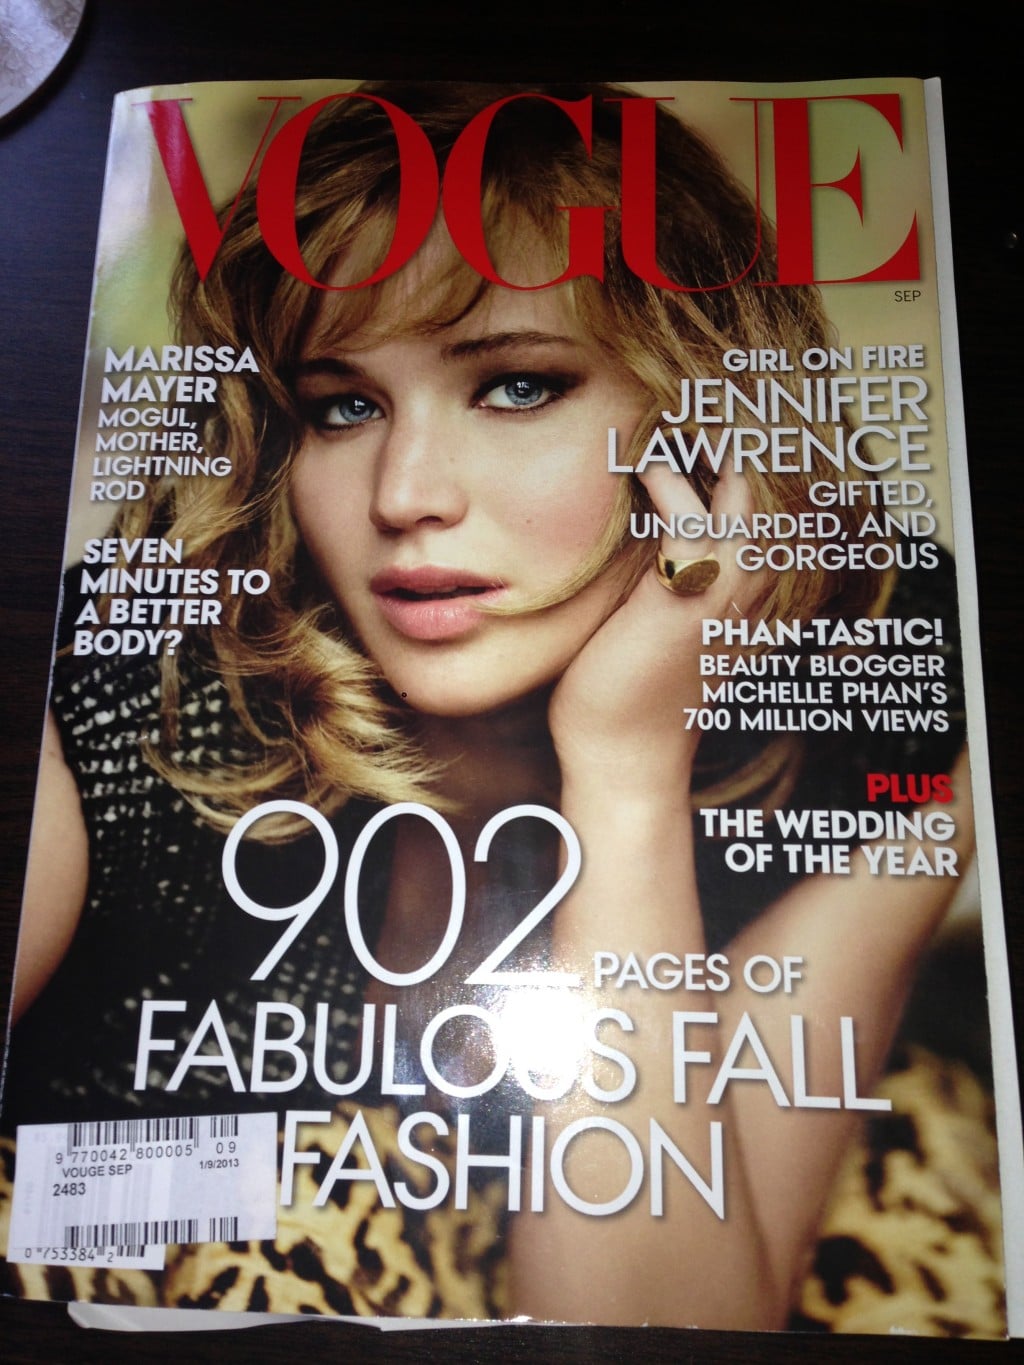 VOGUE
SEP
MARISSA
MAYER
MOGUL,
MOTHER,
LIGHTNING
ROD
SEVEN
MINUTES TO
A BETTER
BODY?
GIRL ON FIRE
JENNIFER
LAWRENCE
GIFTED,
UNGUARDED, AND
GORGEOUS
PHAN-TASTIC!
BEAUTY BLOGGER
MICHELLE PHAN'S
700 MILLION VIEWS
PLUS
THE WEDDING
OF THE YEAR
902 PAGES OF
FABULOUS FALL
FASHION
9 770042 800005 09
VOUGE SEP 1/9/2013
2483
0 753384 2